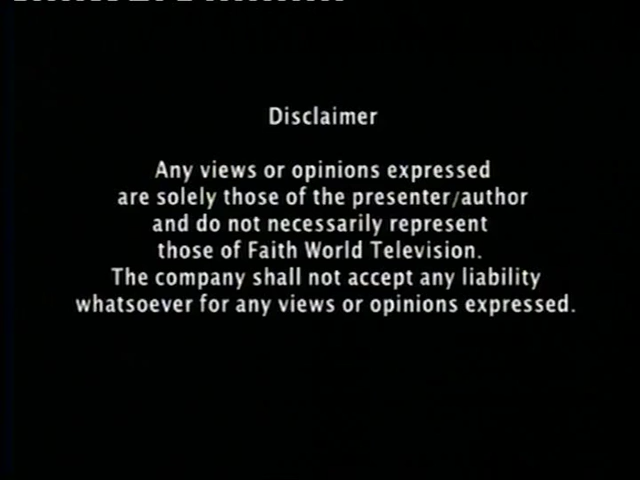 Disclaimer
Any views or opinions expressed
are solely those of the presenter/author
and do not necessarily represent
those of Faith World Television.
The company shall not accept any liability
whatsoever for any views or opinions expressed.